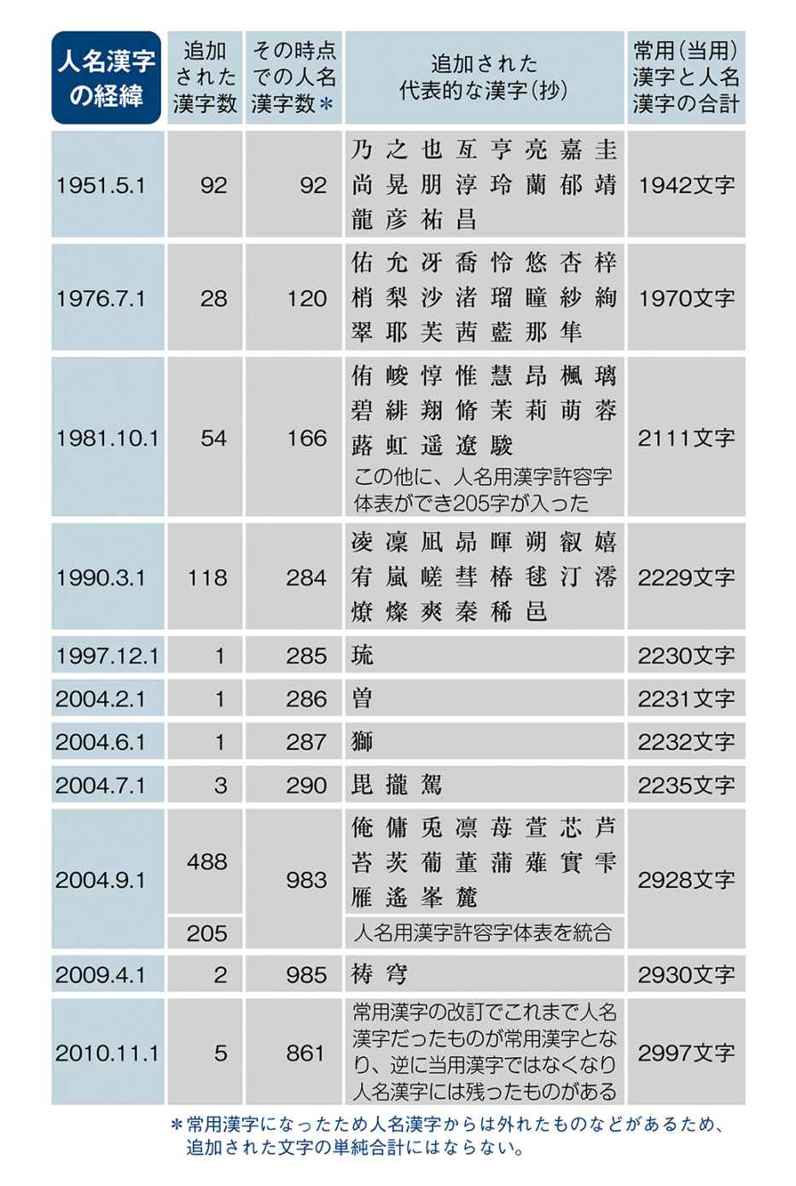 人名漢字
の経緯
追加
された
漢字数
その時点
での人名
漢字数＊
追加された
代表的な漢字（抄）
常用（当用）
漢字と人名
漢字の合計
1951.5.1
92
92
乃 之 也 亙 亨 亮 嘉 圭
尚 晃 朋 淳 玲 蘭 郁 靖
龍 彦 祐 昌
1942文字
1976.7.1
28
120
佑 允 冴 喬 怜 悠 杏 梓
梢 梨 沙 渚 瑠 瞳 紗 絢
翠 耶 芙 茜 藍 那 隼
1970文字
1981.10.1
54
166
侑 峻 惇 惟 慧 昂 楓 璃
碧 緋 翔 脩 茉 莉 萌 蓉
蕗 虹 遥 遼 駿
この他に、人名用漢字許容字
体表ができ205字が入った
2111文字
1990.3.1
118
284
凌 凜 凪 昴 暉 朔 叡 嬉
宥 嵐 嵯 彗 椿 毬 汀 澪
燎 燦 爽 秦 稀 邑
2229文字
1997.12.1
1
285
琉
2230文字
2004.2.1
1
286
曽
2231文字
2004.6.1
1
287
獅
2232文字
2004.7.1
3
290
毘 瀧 駕
2235文字
2004.9.1
488
983
俺 傭 兎 凛 苺 萱 芯 芦
苔 茨 葡 董 蒲 薙 實 雫
雁 遙 峯 麓
2928文字
205
人名用漢字許容字体表を統合
2009.4.1
2
985
祷 穹
2930文字
2010.11.1
5
861
常用漢字の改訂でこれまで人名
漢字だったものが常用漢字とな
り、逆に当用漢字ではなくなり
人名漢字には残ったものがある
2997文字
＊常用漢字になったため人名漢字からは外れたものなどがあるため、
追加された文字の単純合計にはならない。